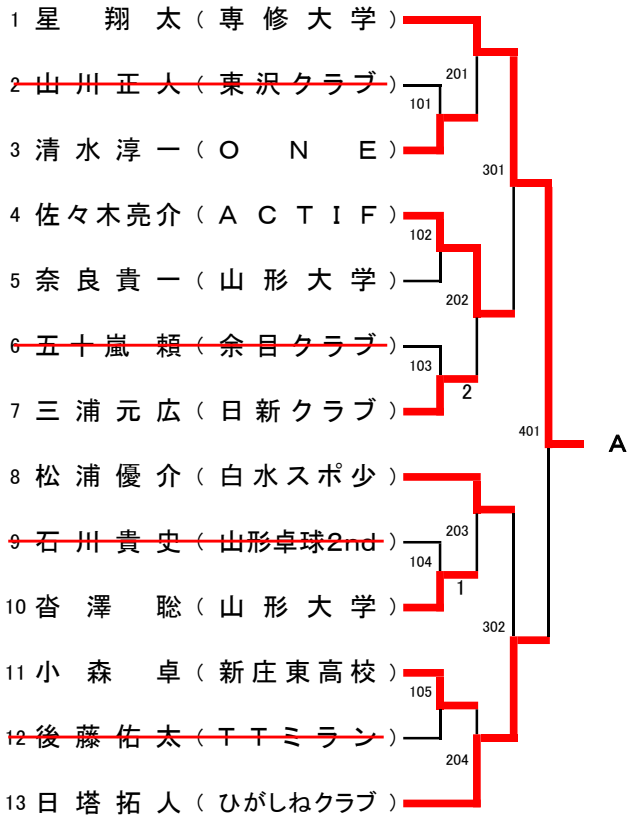 1 星 翔 太 ( 専 修 大 学 )
2 山 川 正 人 ( 東 沢 ク ラ ブ )
3 清 水 淳 一 ( Ｏ Ｎ Ｅ )
4 佐 々 木 亮 介 ( Ａ Ｃ Ｔ Ｉ Ｆ )
5 奈 良 貴 一 ( 山 形 大 学 )
6 五 十 嵐 頼 ( 余 目 ク ラ ブ )
7 三 浦 元 広 ( 日 新 ク ラ ブ )
8 松 浦 優 介 ( 白 水 ス ポ 少 )
9 石 川 貴 史 ( 山形卓球2nd )
10 沓 澤 聡 ( 山 形 大 学 )
11 小 森 卓 ( 新 庄 東 高 校 )
12 後 藤 佑 太 ( Ｔ Ｔ ミ ラ ン )
13 日 塔 拓 人 ( ひがしねクラブ )
101
102
103
104
105
201
202
203
204
2
1
301
302
401
A